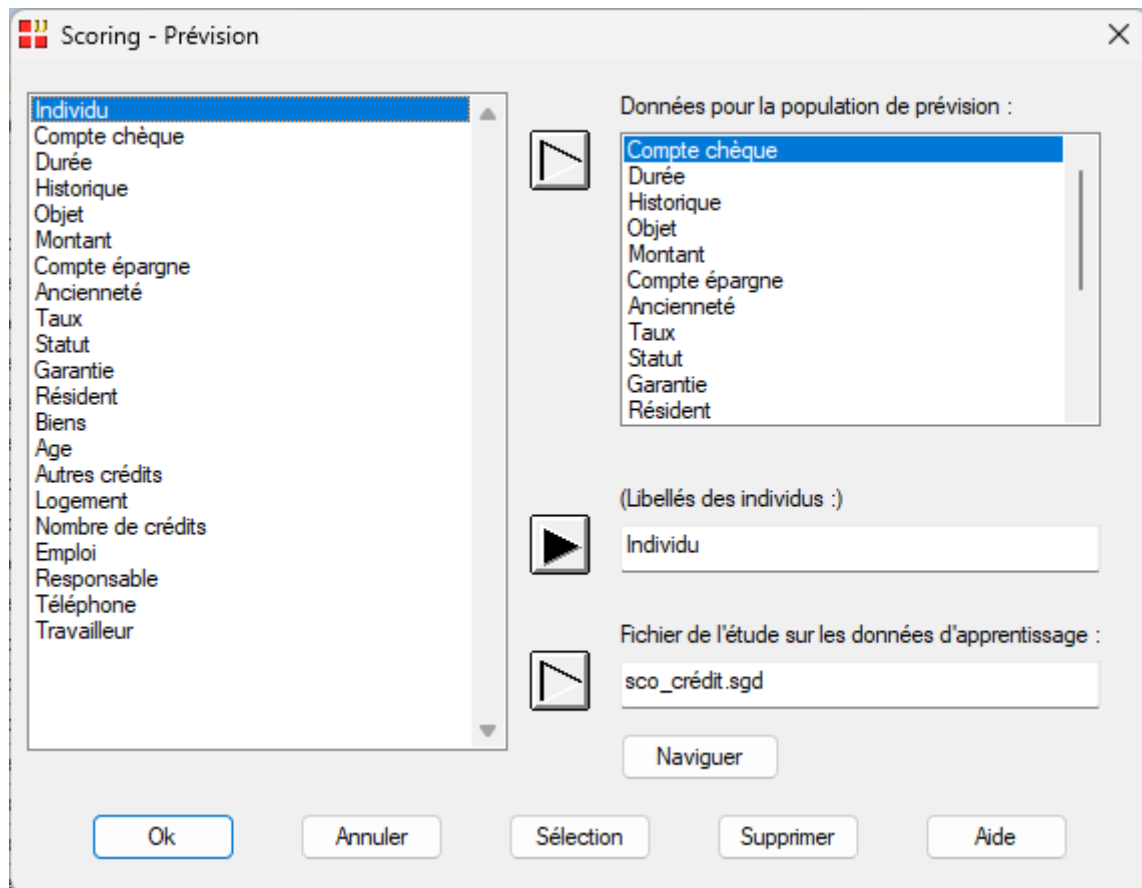 Scoring - Prévision
Individu
Compte chèque
Durée
Historique
Objet
Montant
Compte épargne
Ancienneté
Taux
Statut
Garantie
Résident
Biens
Age
Autres crédits
Logement
Nombre de crédits
Emploi
Responsable
Téléphone
Travailleur
Données pour la population de prévision :
Compte chèque
Durée
Historique
Objet
Montant
Compte épargne
Ancienneté
Taux
Statut
Garantie
Résident
(Libellés des individus :)
Individu
Fichier de l'étude sur les données d'apprentissage :
sco_crédit.sgd
Naviguer
Ok
Annuler
Sélection
Supprimer
Aide